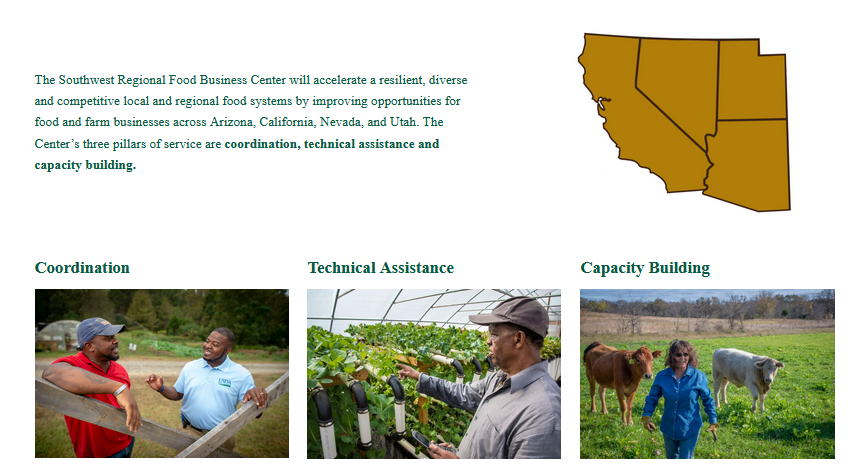 The Southwest Regional Food Business Center will accelerate a resilient, diverse
and competitive local and regional food systems by improving opportunities for
food and farm businesses across Arizona, California, Nevada, and Utah. The
Center’s three pillars of service are coordination, technical assistance and
capacity building.
Coordination
Technical Assistance
Capacity Building
USDA